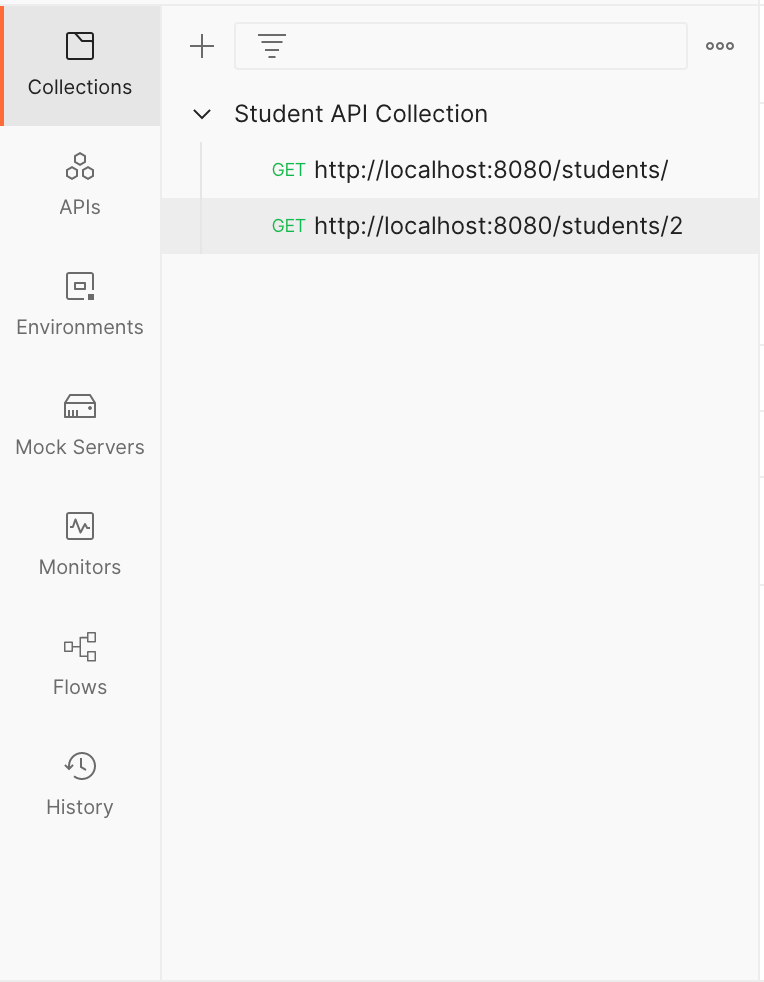 Collections
APIs
Environments
Mock Servers
Monitors
Flows
History
Student API Collection
GET http://localhost:8080/students/
GET http://localhost:8080/students/2